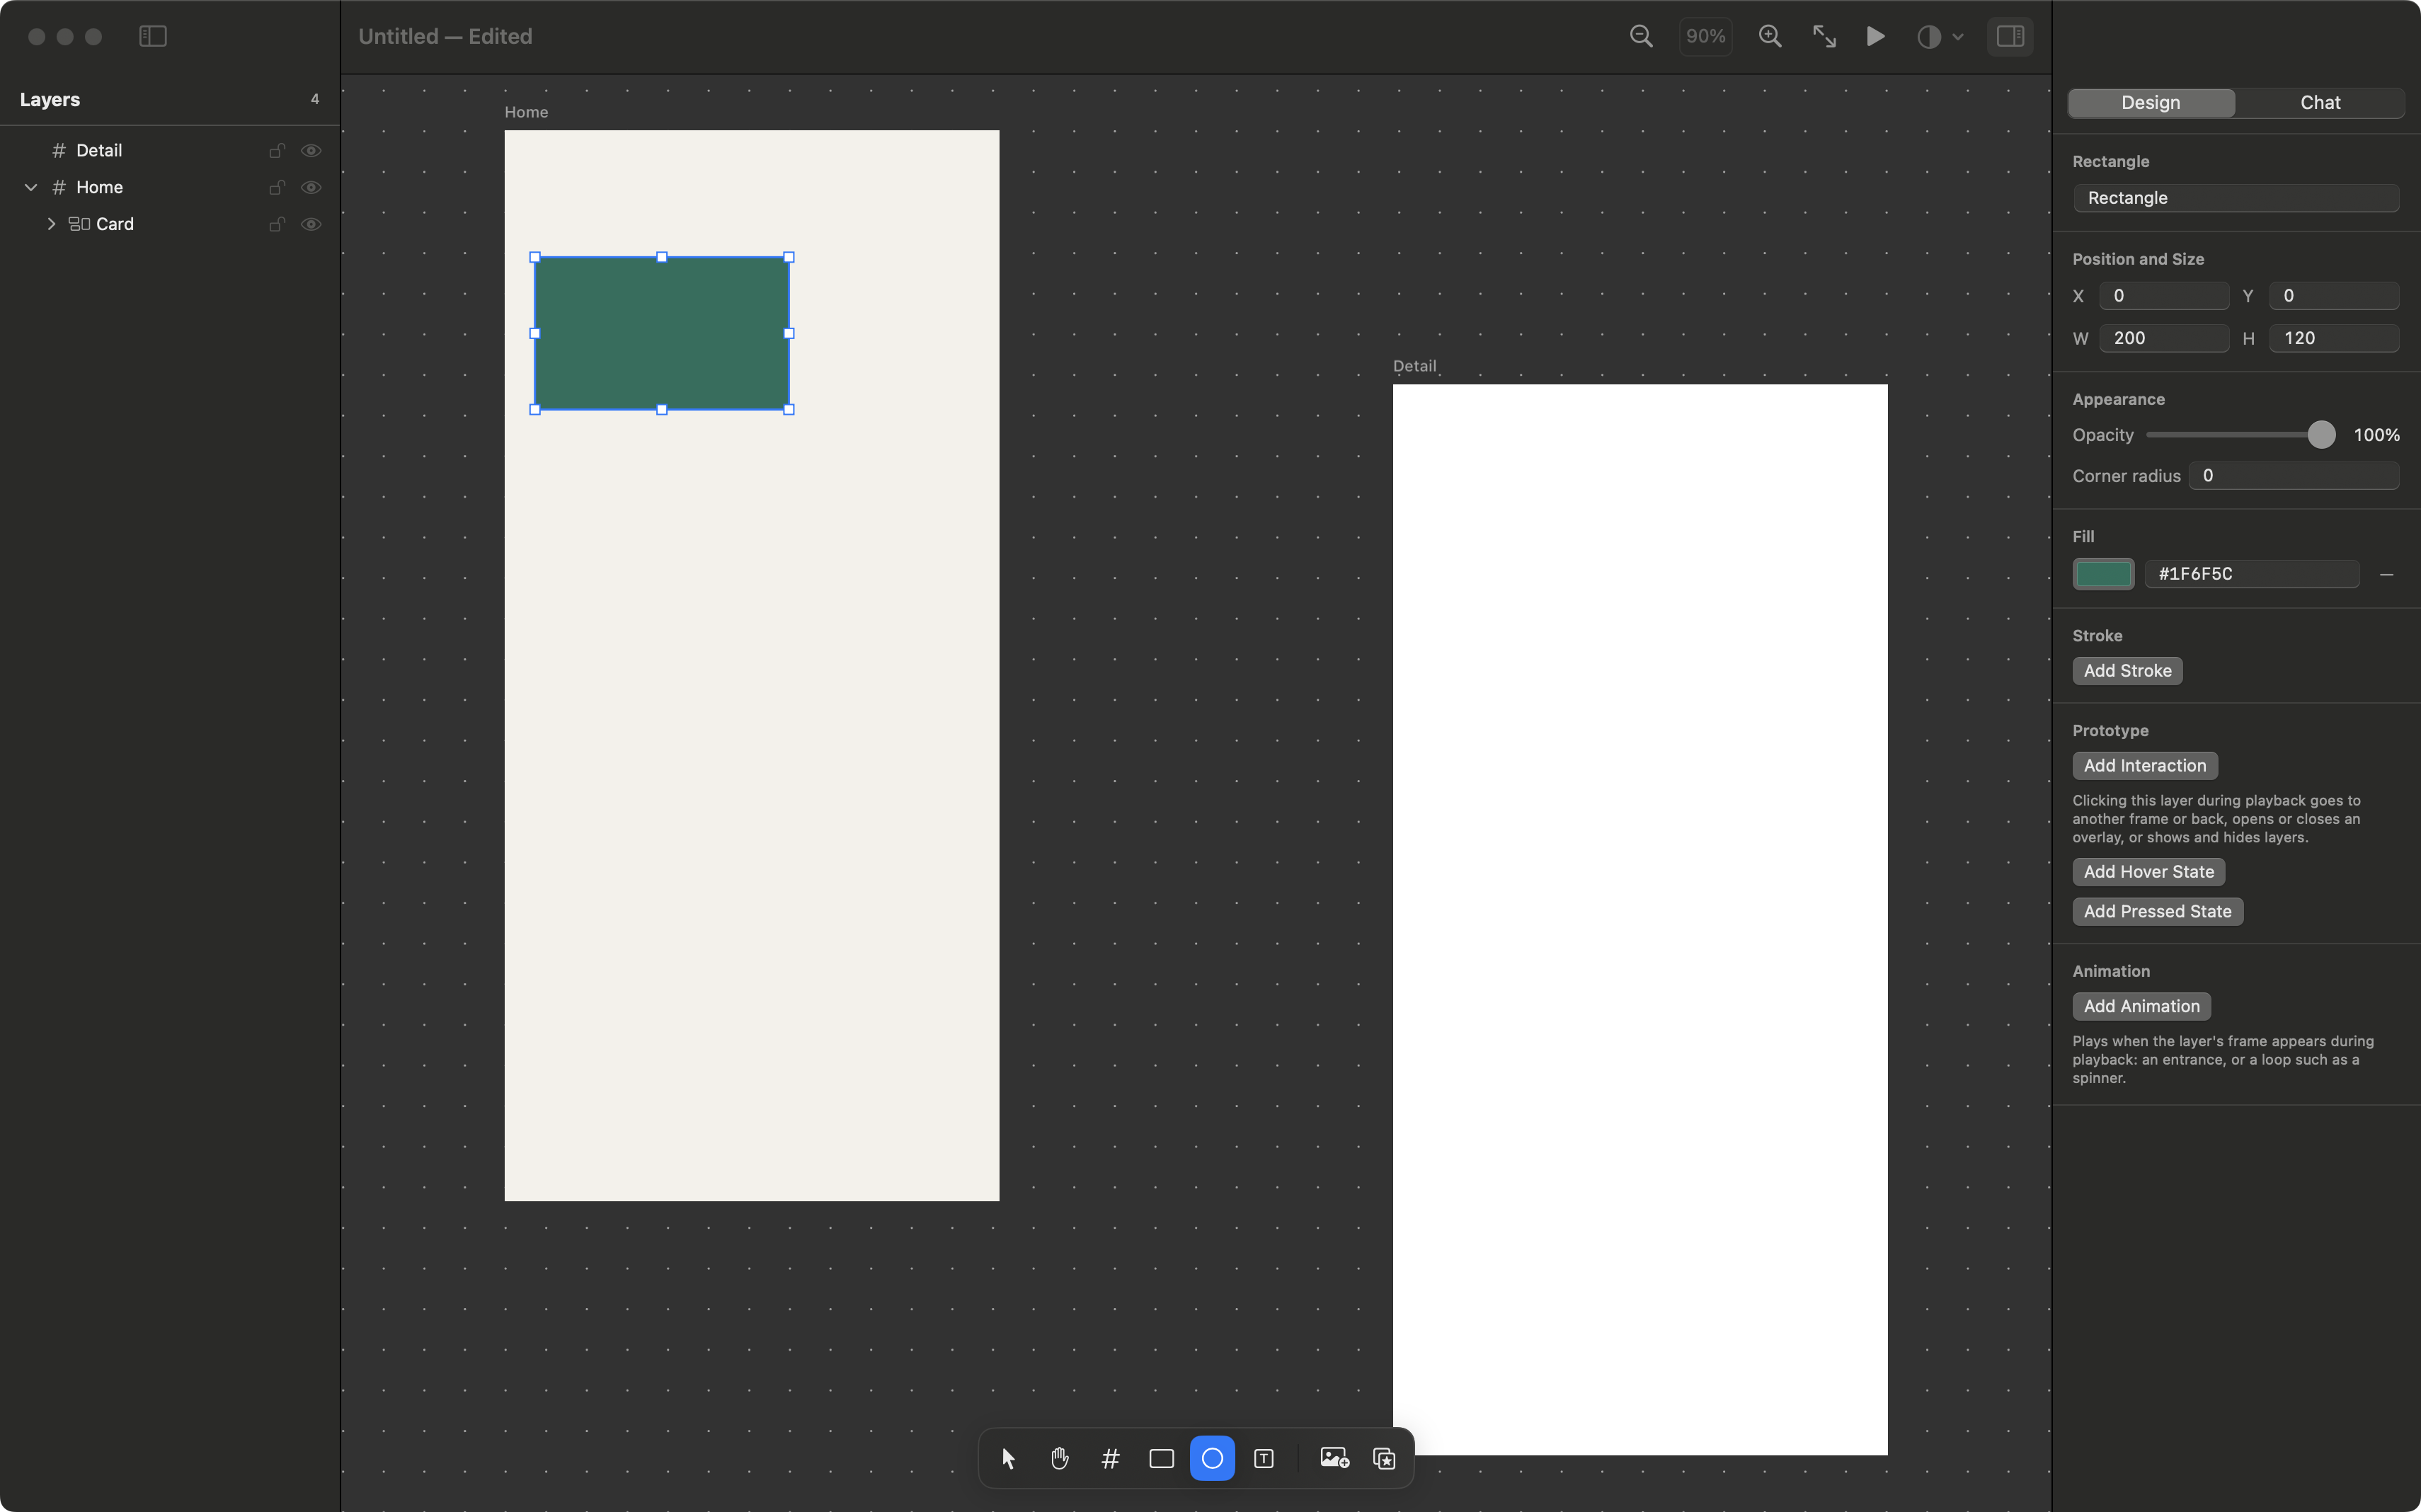 Untitled — Edited
90%
Layers
4
Detail
Home
Card
Home
Detail
Design
Chat
Rectangle
Rectangle
Position and Size
X 0 Y 0
W 200 H 120
Appearance
Opacity 100%
Corner radius 0
Fill
#1F6F5C
Stroke
Add Stroke
Prototype
Add Interaction
Clicking this layer during playback goes to
another frame or back, opens or closes an
overlay, or shows and hides layers.
Add Hover State
Add Pressed State
Animation
Add Animation
Plays when the layer's frame appears during
playback: an entrance, or a loop such as a
spinner.